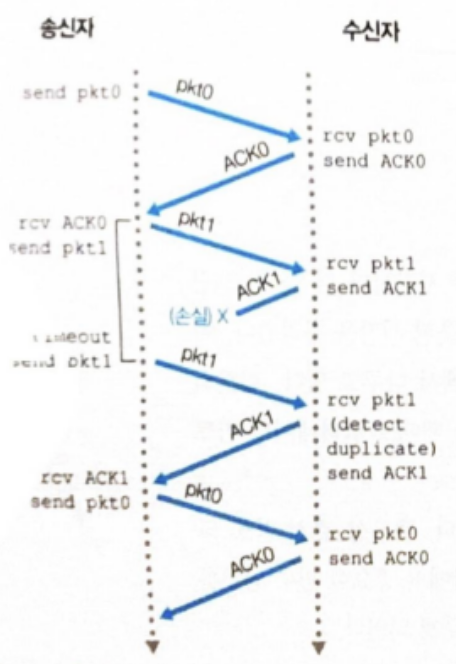 송신자
수신자
send pkt0
pkt0
rcv pkt0
send ACK0
ACK0
rcv ACK0
send pkt1
pkt1
rcv pkt1
send ACK1
ACK1
(손실) X
timeout
send pkt1
pkt1
rcv pkt1
(detect
duplicate)
send ACK1
ACK1
rcv ACK1
send pkt0
pkt0
rcv pkt0
send ACK0
ACK0